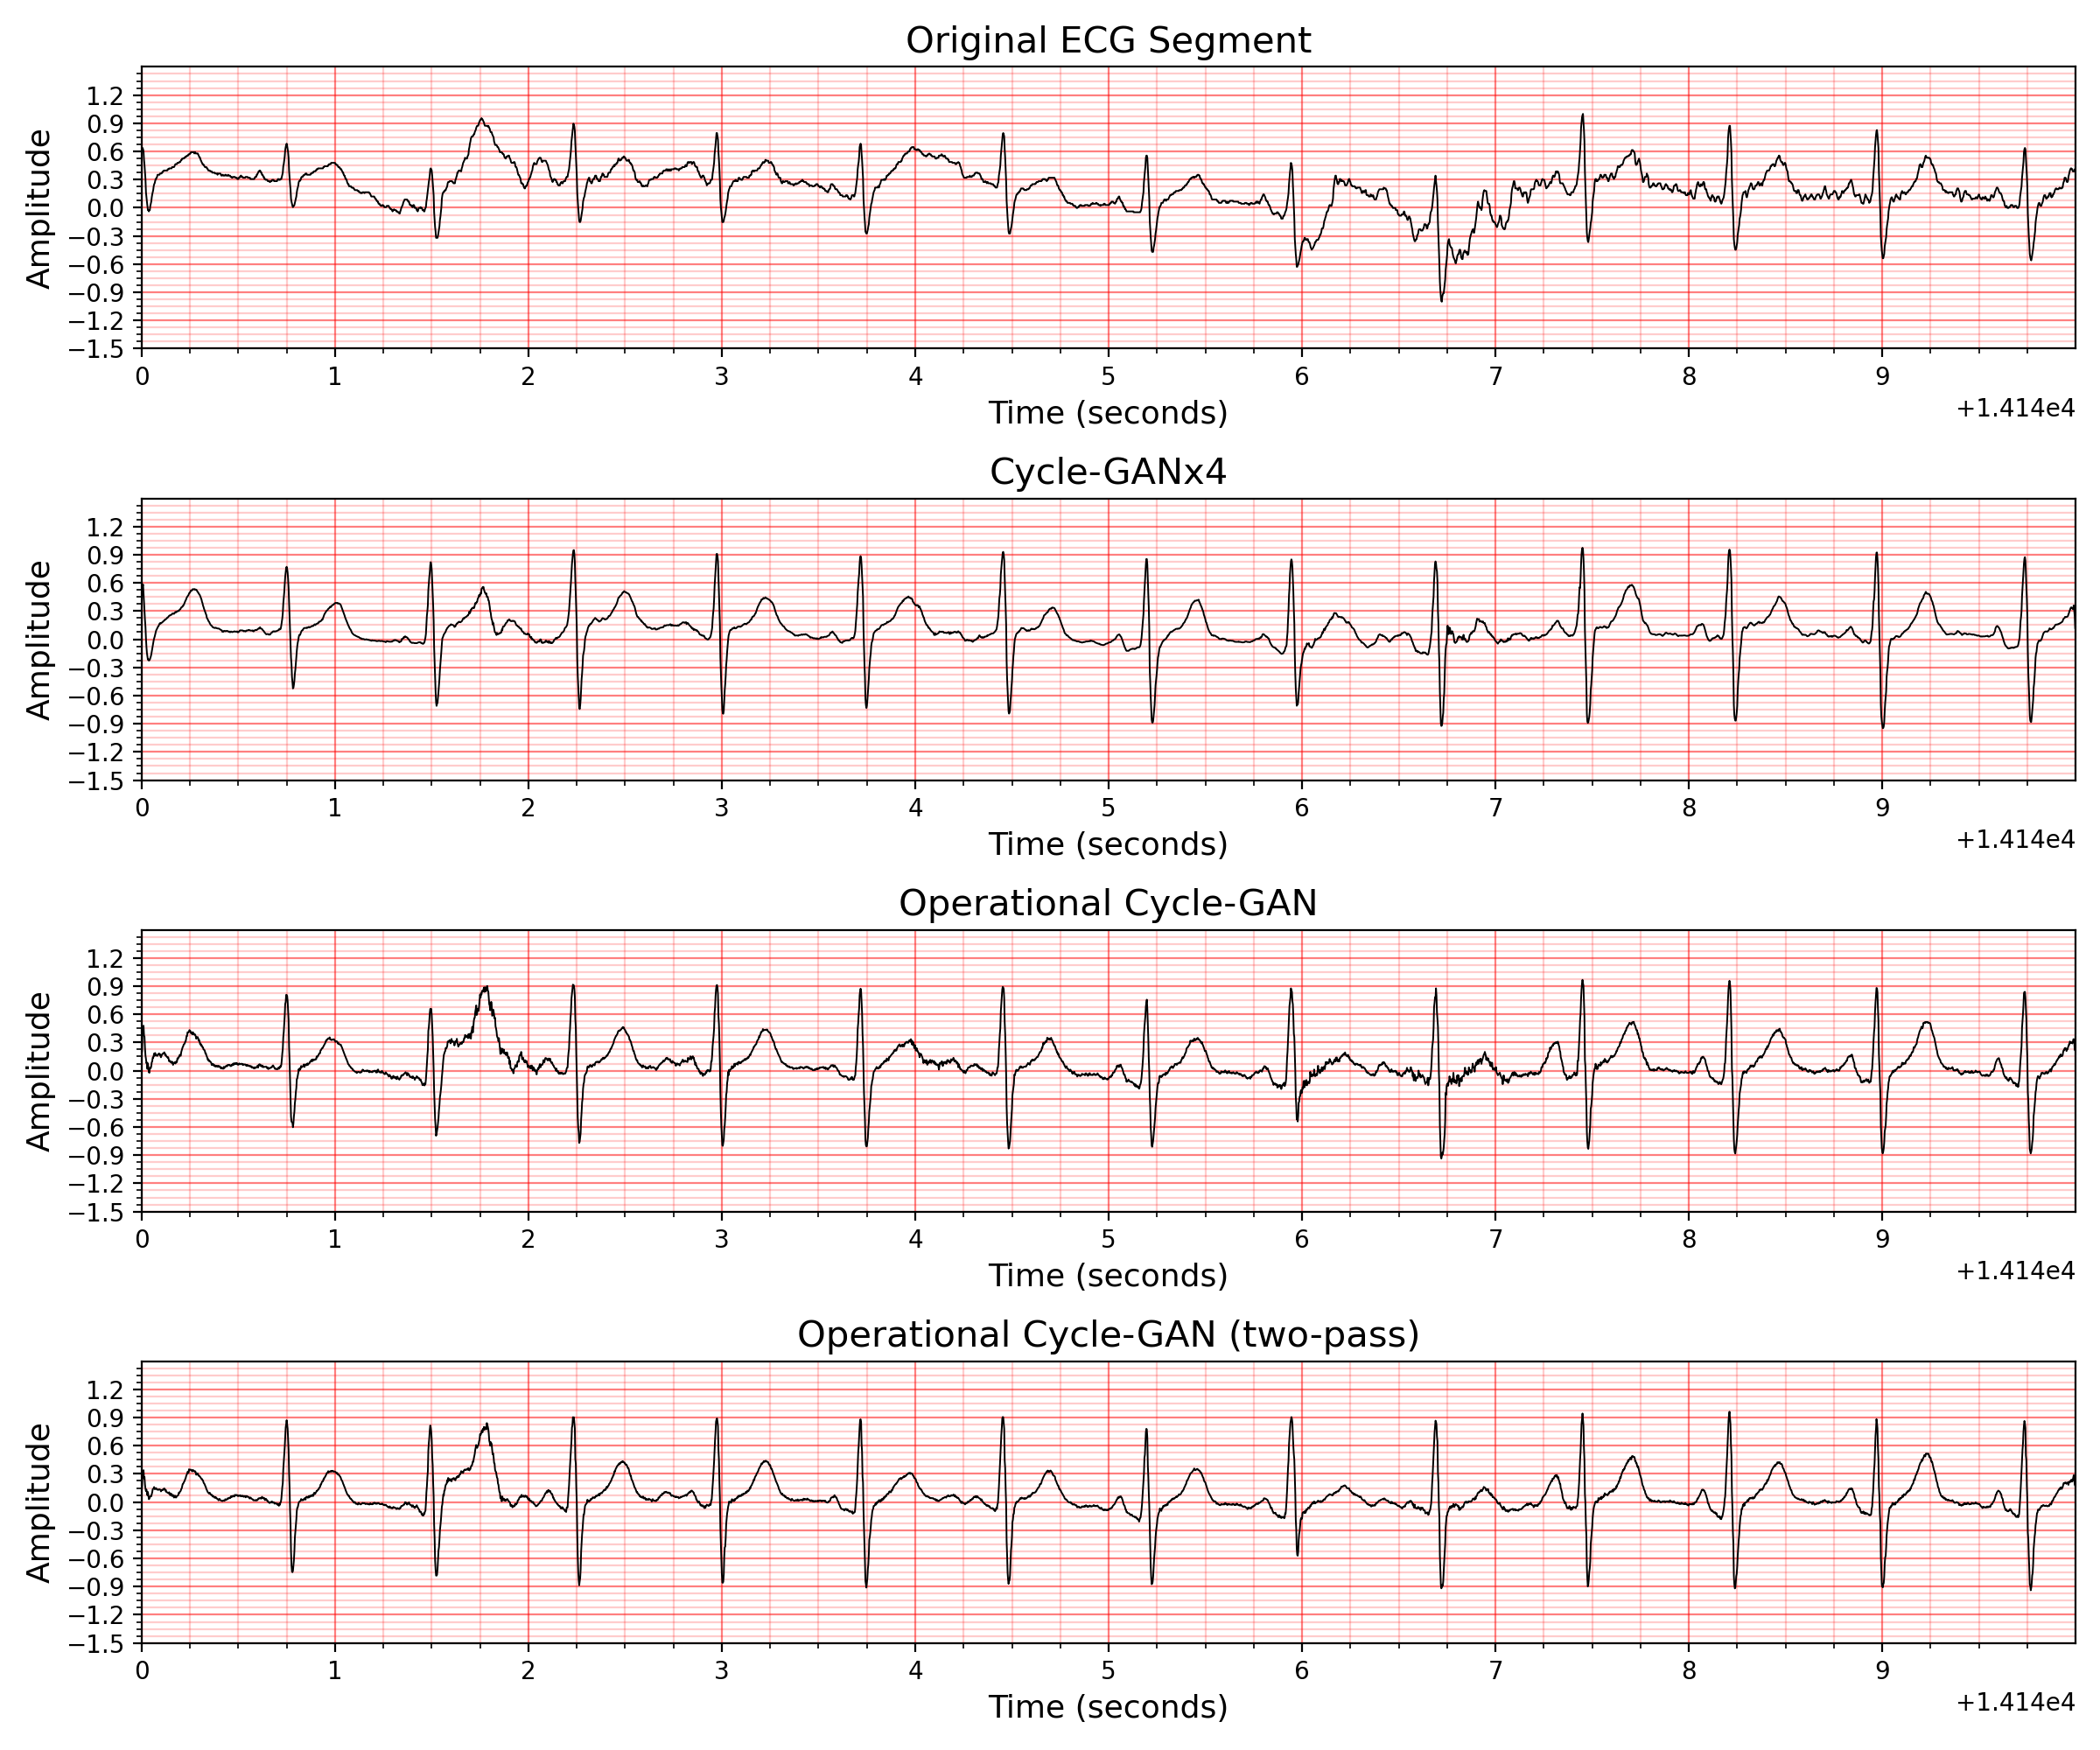 Original ECG Segment
Amplitude
1.2
0.9
0.6
0.3
0.0
−0.3
−0.6
−0.9
−1.2
−1.5
0 1 2 3 4 5 6 7 8 9
Time (seconds)
+1.414e4
Cycle-GANx4
Amplitude
1.2
0.9
0.6
0.3
0.0
−0.3
−0.6
−0.9
−1.2
−1.5
0 1 2 3 4 5 6 7 8 9
Time (seconds)
+1.414e4
Operational Cycle-GAN
Amplitude
1.2
0.9
0.6
0.3
0.0
−0.3
−0.6
−0.9
−1.2
−1.5
0 1 2 3 4 5 6 7 8 9
Time (seconds)
+1.414e4
Operational Cycle-GAN (two-pass)
Amplitude
1.2
0.9
0.6
0.3
0.0
−0.3
−0.6
−0.9
−1.2
−1.5
0 1 2 3 4 5 6 7 8 9
Time (seconds)
+1.414e4